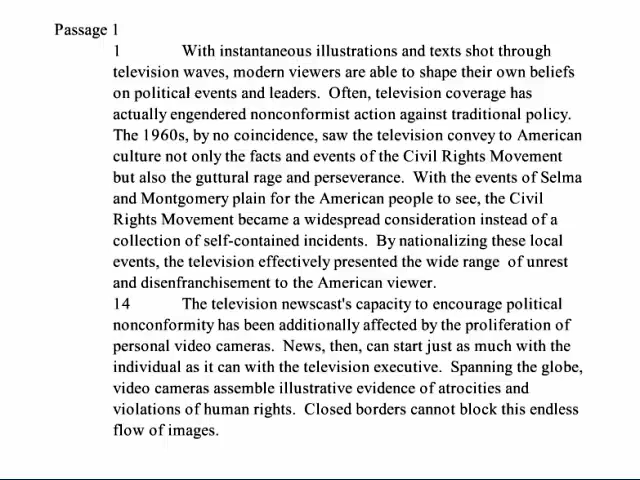 Passage 1
1 With instantaneous illustrations and texts shot through
television waves, modern viewers are able to shape their own beliefs
on political events and leaders. Often, television coverage has
actually engendered nonconformist action against traditional policy.
The 1960s, by no coincidence, saw the television convey to American
culture not only the facts and events of the Civil Rights Movement
but also the guttural rage and perseverance. With the events of Selma
and Montgomery plain for the American people to see, the Civil
Rights Movement became a widespread consideration instead of a
collection of self-contained incidents. By nationalizing these local
events, the television effectively presented the wide range of unrest
and disenfranchisement to the American viewer.
14 The television newscast's capacity to encourage political
nonconformity has been additionally affected by the proliferation of
personal video cameras. News, then, can start just as much with the
individual as it can with the television executive. Spanning the globe,
video cameras assemble illustrative evidence of atrocities and
violations of human rights. Closed borders cannot block this endless
flow of images.